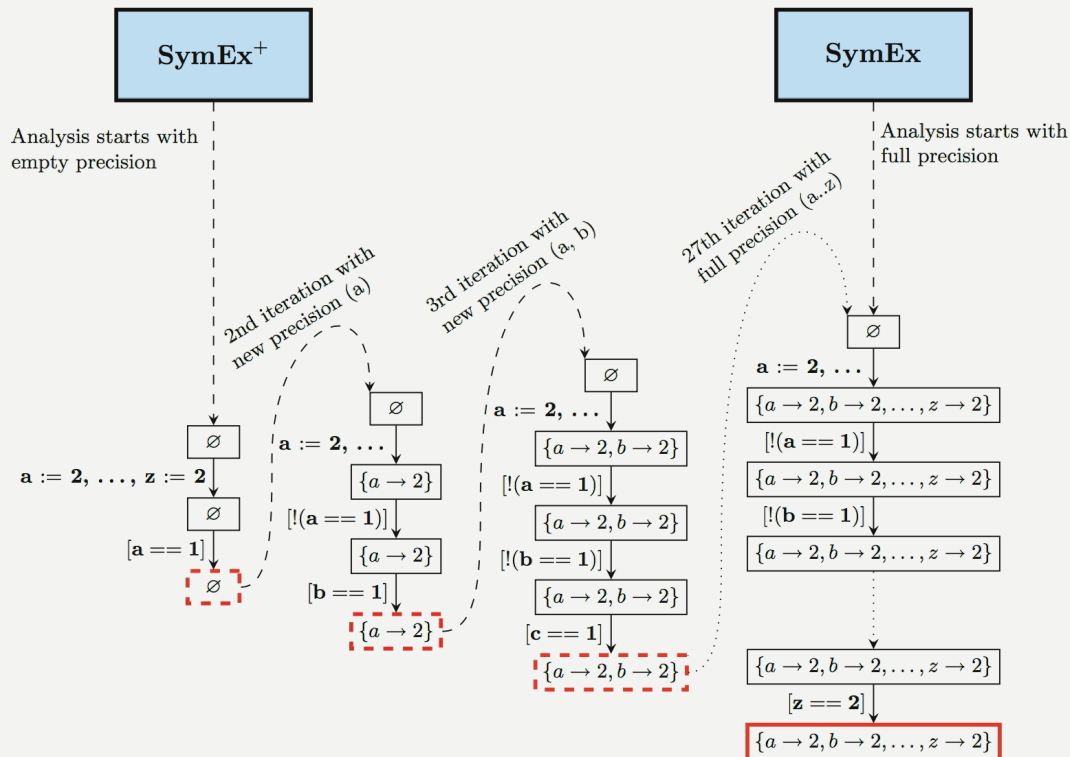 SymEx⁺
SymEx
Analysis starts with
empty precision
Analysis starts with
full precision
2nd iteration with
new precision (a)
3rd iteration with
new precision (a, b)
27th iteration with
full precision (a..z)
∅
a := 2, ..., z := 2
∅
[a == 1]
∅
∅
a := 2, ...
{a → 2}
[!(a == 1)]
{a → 2}
[b == 1]
{a → 2}
∅
a := 2, ...
{a → 2, b → 2}
[!(a == 1)]
{a → 2, b → 2}
[!(b == 1)]
{a → 2, b → 2}
[c == 1]
{a → 2, b → 2}
∅
a := 2, ...
{a → 2, b → 2, ..., z → 2}
[!(a == 1)]
{a → 2, b → 2, ..., z → 2}
[!(b == 1)]
{a → 2, b → 2, ..., z → 2}
{a → 2, b → 2, ..., z → 2}
[z == 2]
{a → 2, b → 2, ..., z → 2}